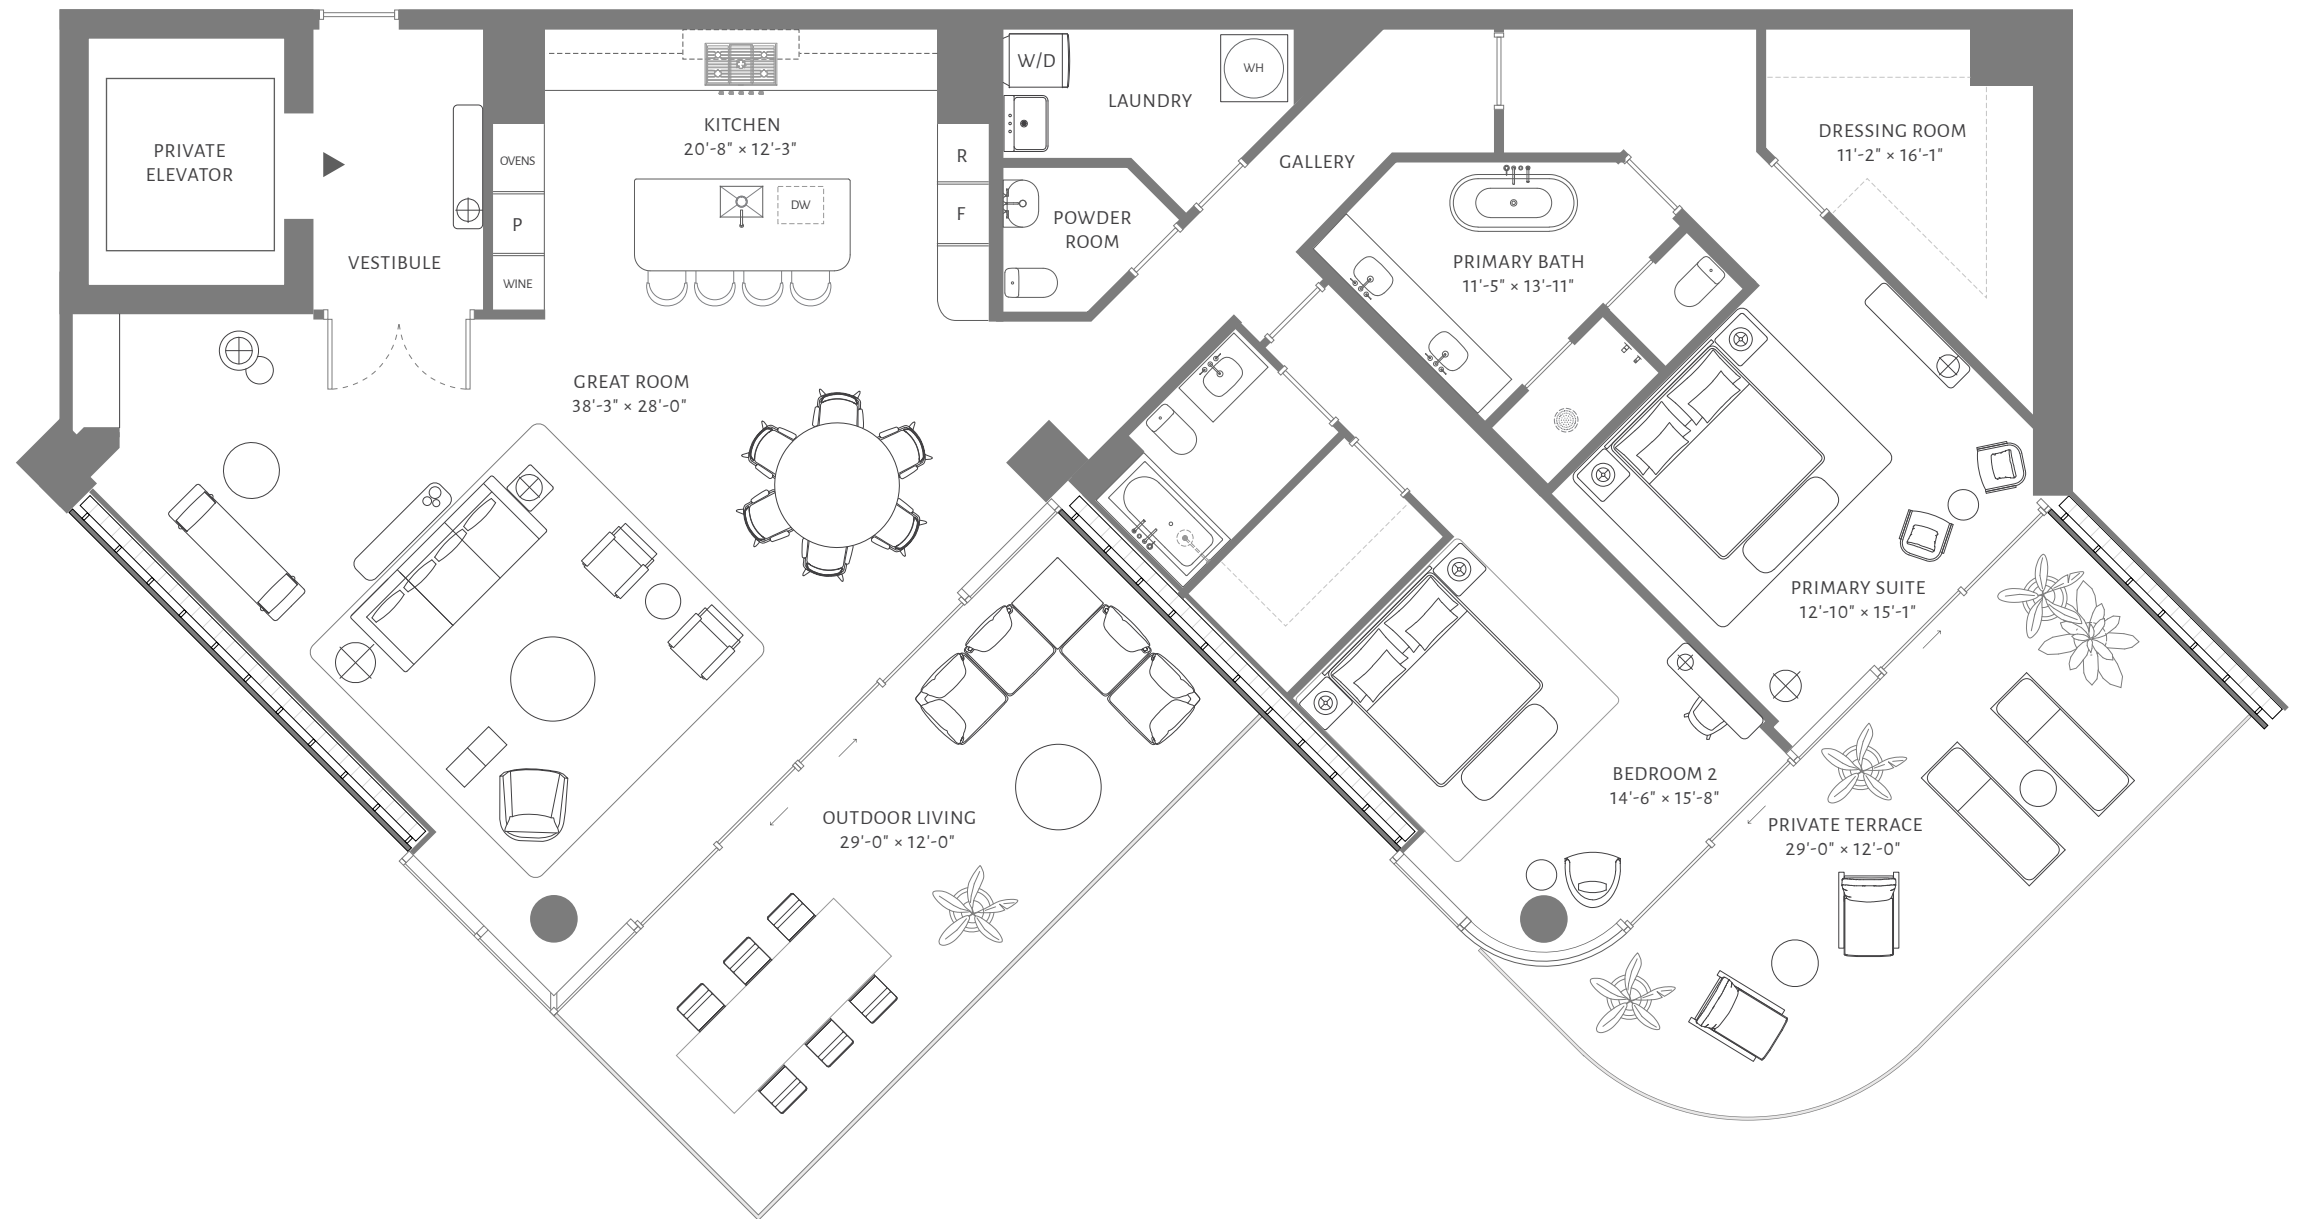 PRIVATE
ELEVATOR
VESTIBULE
OVENS
P
WINE
KITCHEN
20'-8" × 12'-3"
DW
R
F
W/D
LAUNDRY
WH
POWDER
ROOM
GALLERY
PRIMARY BATH
11'-5" × 13'-11"
DRESSING ROOM
11'-2" × 16'-1"
GREAT ROOM
38'-3" × 28'-0"
PRIMARY SUITE
12'-10" × 15'-1"
OUTDOOR LIVING
29'-0" × 12'-0"
BEDROOM 2
14'-6" × 15'-8"
PRIVATE TERRACE
29'-0" × 12'-0"